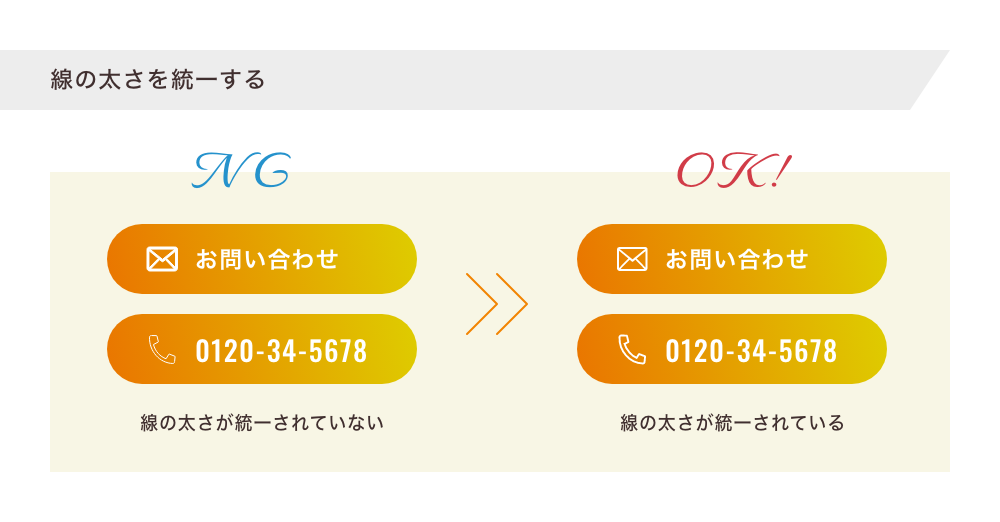 線の太さを統一する
NG
お問い合わせ
0120-34-5678
線の太さが統一されていない
OK!
お問い合わせ
0120-34-5678
線の太さが統一されている